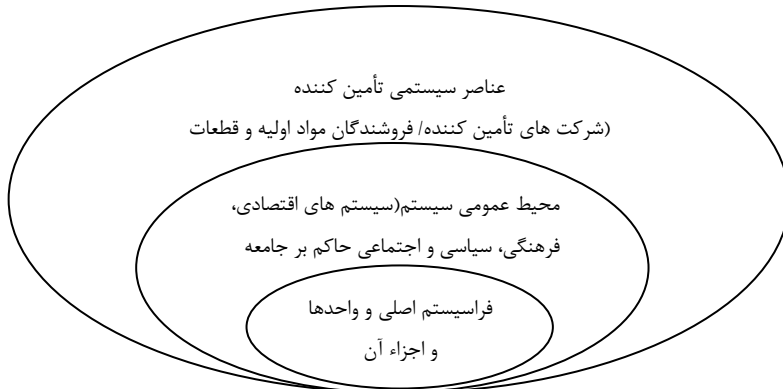 عناصر سیستمی تأمین کننده
(شرکت های تأمین کننده/ فروشندگان مواد اولیه و قطعات
محیط عمومی سیستم(سیستم های اقتصادی،
فرهنگی، سیاسی و اجتماعی حاکم بر جامعه
فراسیستم اصلی و واحدها
و اجزاء آن